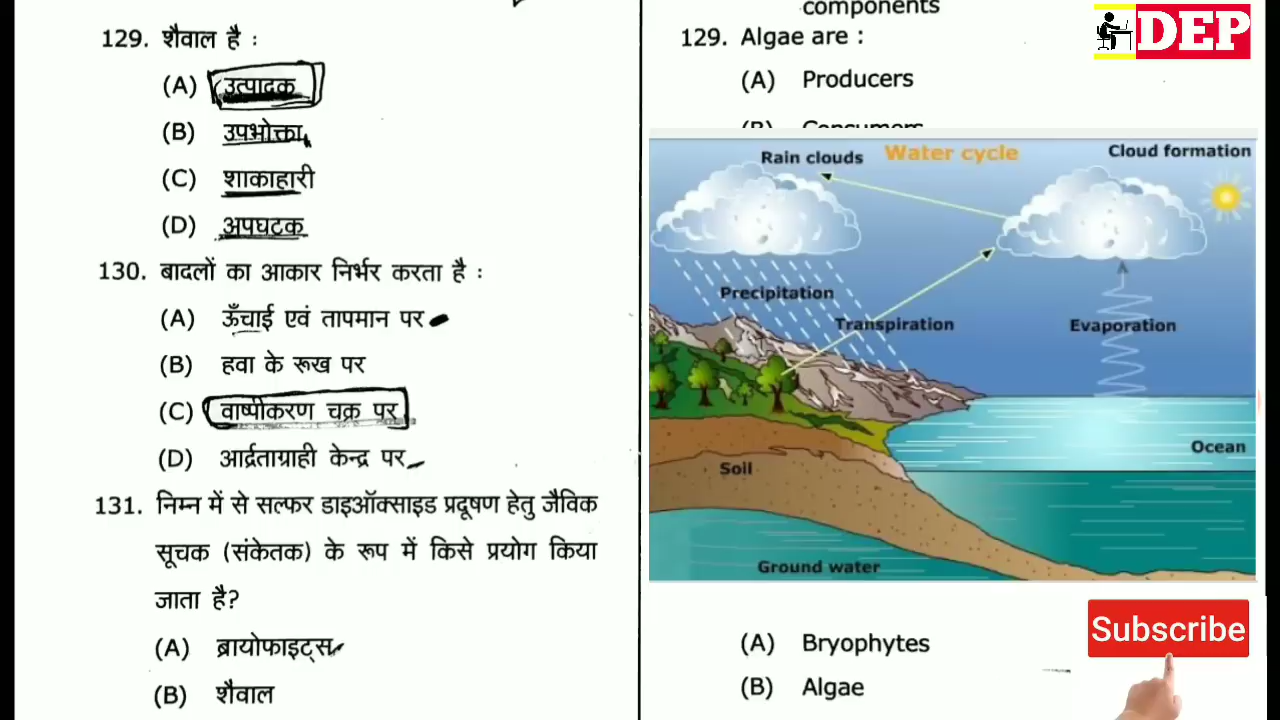 129. शैवाल है :
(A) उत्पादक
(B) उपभोक्ता
(C) शाकाहारी
(D) अपघटक
130. बादलों का आकार निर्भर करता है :
(A) ऊँचाई एवं तापमान पर
(B) हवा के रूख पर
(C) वाष्पीकरण चक्र पर
(D) आर्द्रताग्राही केन्द्र पर
131. निम्न में से सल्फर डाइऑक्साइड प्रदूषण हेतु जैविक
सूचक (संकेतक) के रूप में किसे प्रयोग किया
जाता है?
(A) ब्रायोफाइट्स
(B) शैवाल
components
129. Algae are :
(A) Producers
(B) Consumers
DEP
Rain clouds
Water cycle
Cloud formation
Precipitation
Transpiration
Evaporation
Ocean
Soil
Ground water
(A) Bryophytes
(B) Algae
Subscribe